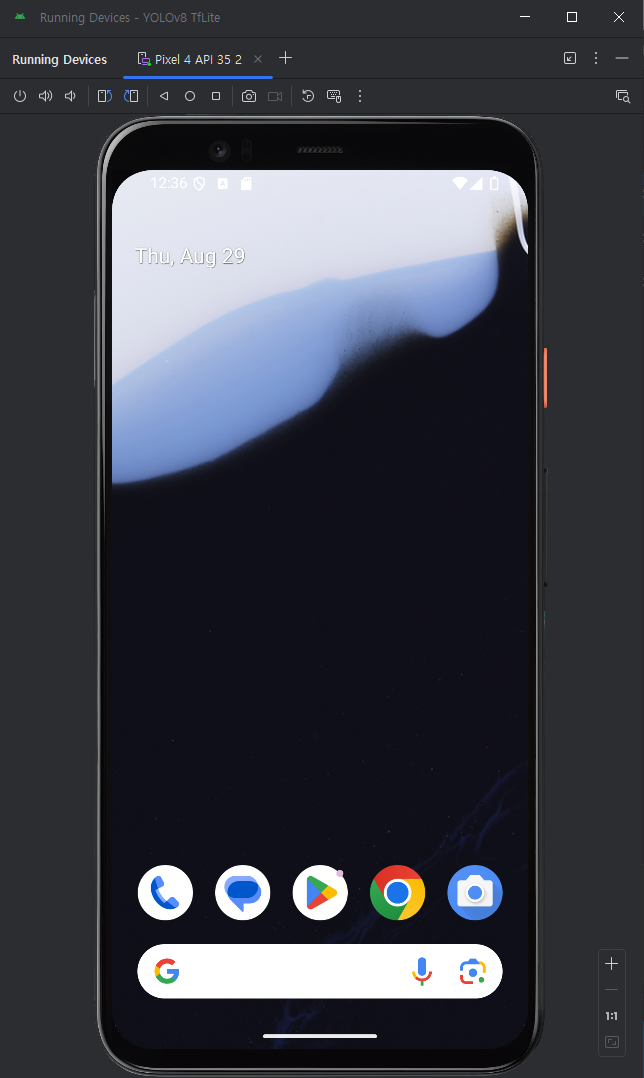 Running Devices - YOLOv8 TfLite
Running Devices
Pixel 4 API 35 2
12:36
Thu, Aug 29
1:1